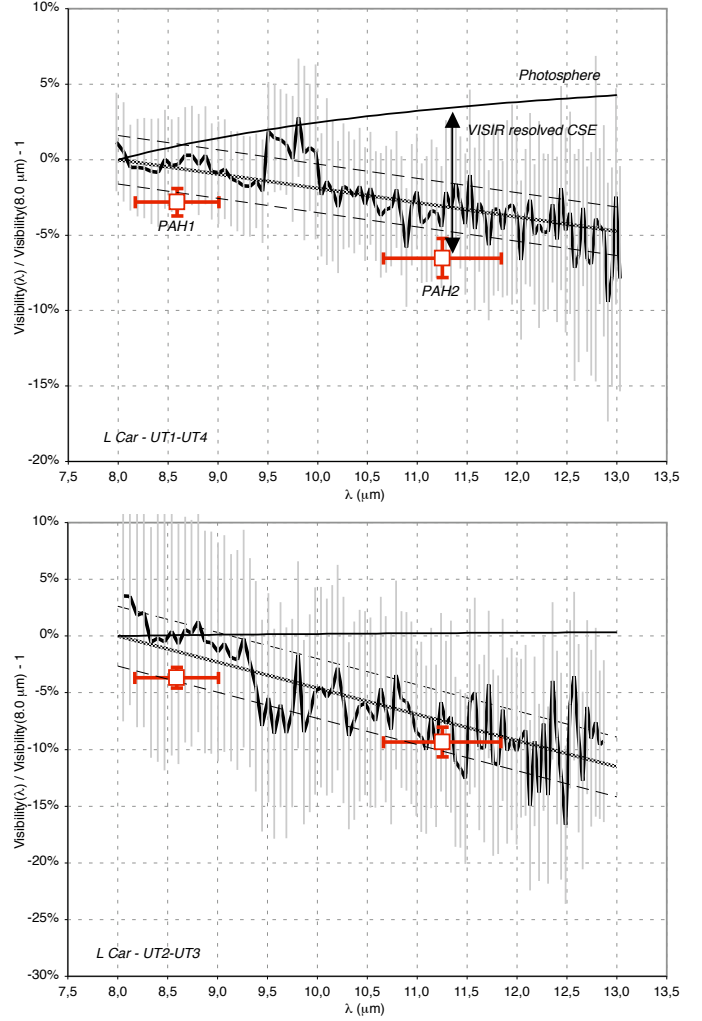 10%
Photosphere
5%
VISIR resolved CSE
0%
PAH1
-5%
PAH2
-10%
-15%
L Car - UT1-UT4
-20%
7,5 8,0 8,5 9,0 9,5 10,0 10,5 11,0 11,5 12,0 12,5 13,0 13,5
λ (μm)
Visibility(λ) / Visibility(8.0 μm) - 1
10%
5%
0%
-5%
-10%
-15%
-20%
-25%
L Car - UT2-UT3
-30%
7,5 8,0 8,5 9,0 9,5 10,0 10,5 11,0 11,5 12,0 12,5 13,0 13,5
λ (μm)
Visibility(λ) / Visibility(8.0 μm) - 1